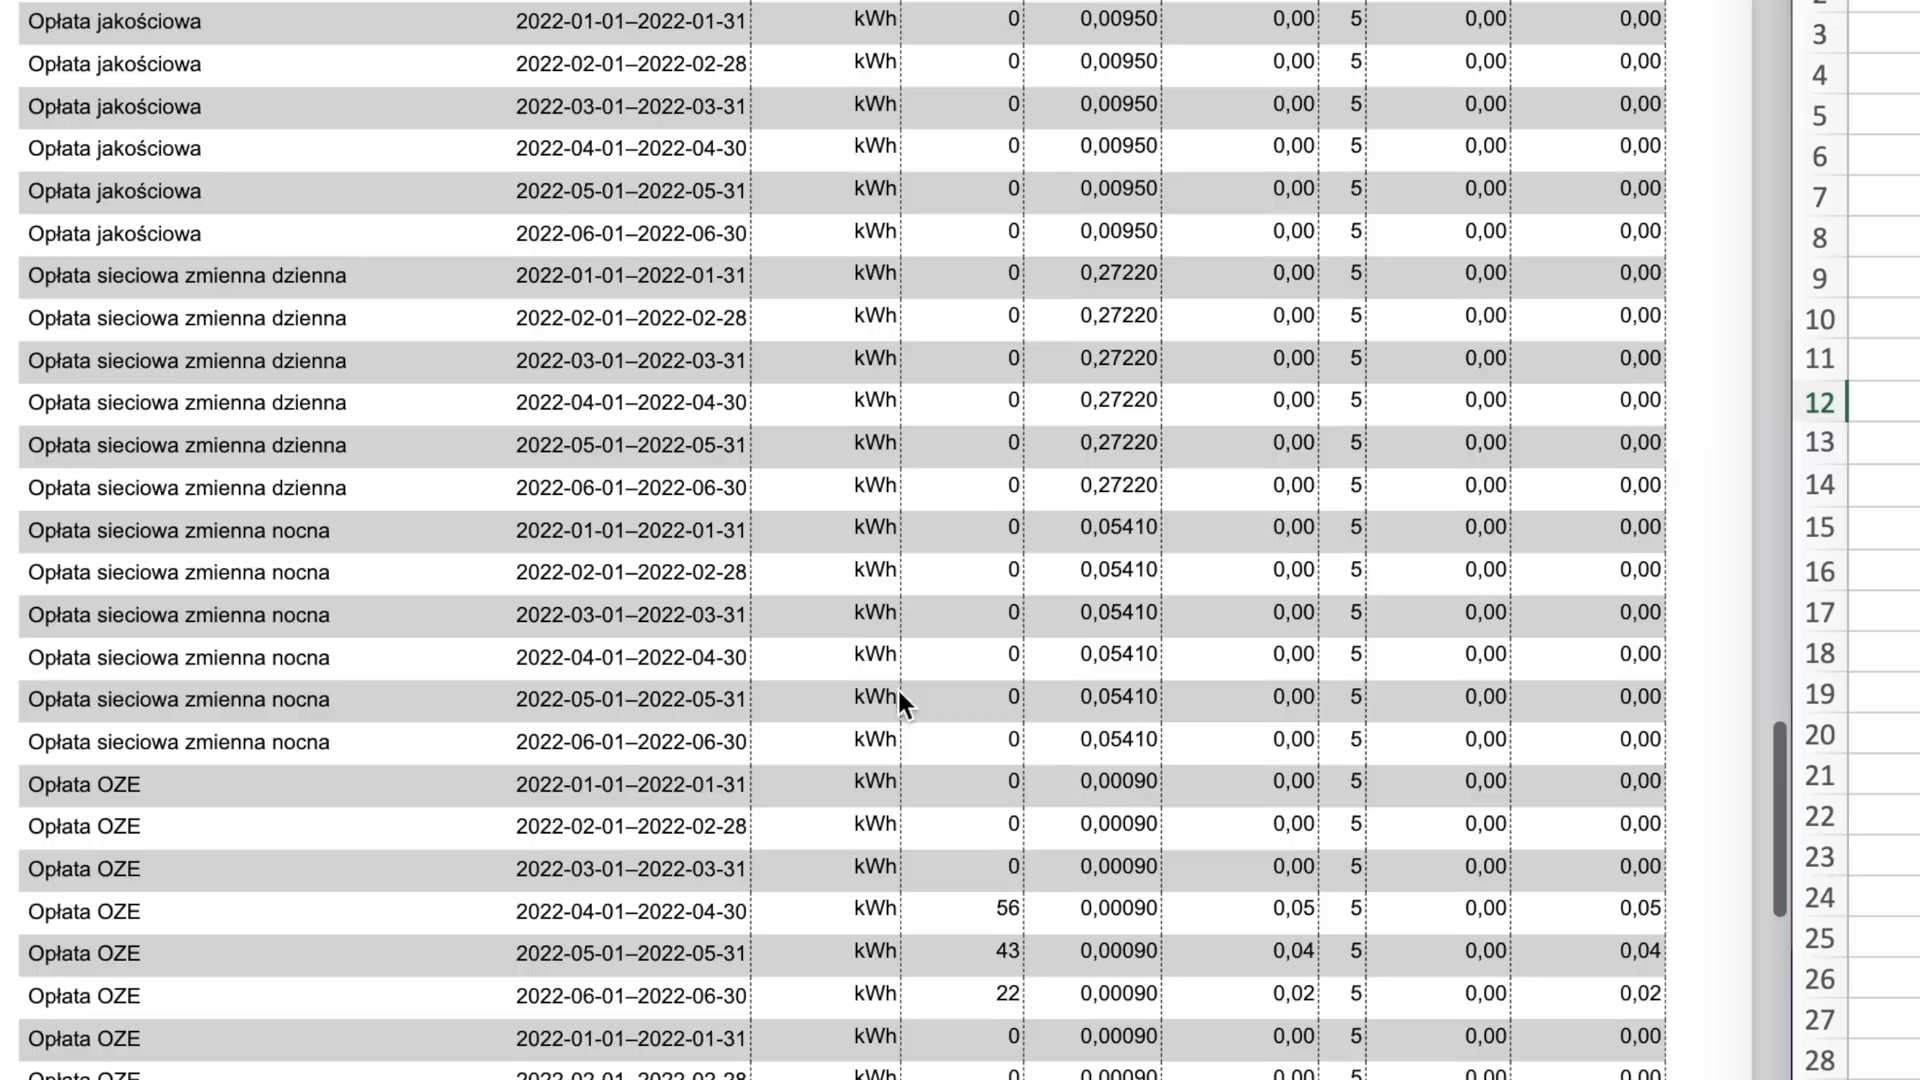 Opłata jakościowa 2022-01-01–2022-01-31 kWh 0 0,00950 0,00 5 0,00 0,00
Opłata jakościowa 2022-02-01–2022-02-28 kWh 0 0,00950 0,00 5 0,00 0,00
Opłata jakościowa 2022-03-01–2022-03-31 kWh 0 0,00950 0,00 5 0,00 0,00
Opłata jakościowa 2022-04-01–2022-04-30 kWh 0 0,00950 0,00 5 0,00 0,00
Opłata jakościowa 2022-05-01–2022-05-31 kWh 0 0,00950 0,00 5 0,00 0,00
Opłata jakościowa 2022-06-01–2022-06-30 kWh 0 0,00950 0,00 5 0,00 0,00
Opłata sieciowa zmienna dzienna 2022-01-01–2022-01-31 kWh 0 0,27220 0,00 5 0,00 0,00
Opłata sieciowa zmienna dzienna 2022-02-01–2022-02-28 kWh 0 0,27220 0,00 5 0,00 0,00
Opłata sieciowa zmienna dzienna 2022-03-01–2022-03-31 kWh 0 0,27220 0,00 5 0,00 0,00
Opłata sieciowa zmienna dzienna 2022-04-01–2022-04-30 kWh 0 0,27220 0,00 5 0,00 0,00
Opłata sieciowa zmienna dzienna 2022-05-01–2022-05-31 kWh 0 0,27220 0,00 5 0,00 0,00
Opłata sieciowa zmienna dzienna 2022-06-01–2022-06-30 kWh 0 0,27220 0,00 5 0,00 0,00
Opłata sieciowa zmienna nocna 2022-01-01–2022-01-31 kWh 0 0,05410 0,00 5 0,00 0,00
Opłata sieciowa zmienna nocna 2022-02-01–2022-02-28 kWh 0 0,05410 0,00 5 0,00 0,00
Opłata sieciowa zmienna nocna 2022-03-01–2022-03-31 kWh 0 0,05410 0,00 5 0,00 0,00
Opłata sieciowa zmienna nocna 2022-04-01–2022-04-30 kWh 0 0,05410 0,00 5 0,00 0,00
Opłata sieciowa zmienna nocna 2022-05-01–2022-05-31 kWh 0 0,05410 0,00 5 0,00 0,00
Opłata sieciowa zmienna nocna 2022-06-01–2022-06-30 kWh 0 0,05410 0,00 5 0,00 0,00
Opłata OZE 2022-01-01–2022-01-31 kWh 0 0,00090 0,00 5 0,00 0,00
Opłata OZE 2022-02-01–2022-02-28 kWh 0 0,00090 0,00 5 0,00 0,00
Opłata OZE 2022-03-01–2022-03-31 kWh 0 0,00090 0,00 5 0,00 0,00
Opłata OZE 2022-04-01–2022-04-30 kWh 56 0,00090 0,05 5 0,00 0,05
Opłata OZE 2022-05-01–2022-05-31 kWh 43 0,00090 0,04 5 0,00 0,04
Opłata OZE 2022-06-01–2022-06-30 kWh 22 0,00090 0,02 5 0,00 0,02
Opłata OZE 2022-01-01–2022-01-31 kWh 0 0,00090 0,00 5 0,00 0,00
Opłata OZE 2022-02-01–2022-02-28 kWh 0 0,00090 0,00 5 0,00 0,00
3
4
5
6
7
8
9
10
11
12
13
14
15
16
17
18
19
20
21
22
23
24
25
26
27
28